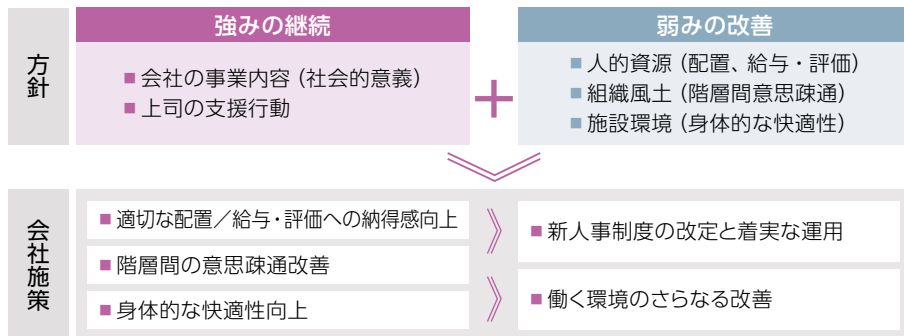 方針
強みの継続
■会社の事業内容（社会的意義）
■上司の支援行動
＋
弱みの改善
■人的資源（配置、給与・評価）
■組織風土（階層間意思疎通）
■施設環境（身体的な快適性）
会社施策
■適切な配置／給与・評価への納得感向上
■階層間の意思疎通改善
■身体的な快適性向上
■新人事制度の改定と着実な運用
■働く環境のさらなる改善